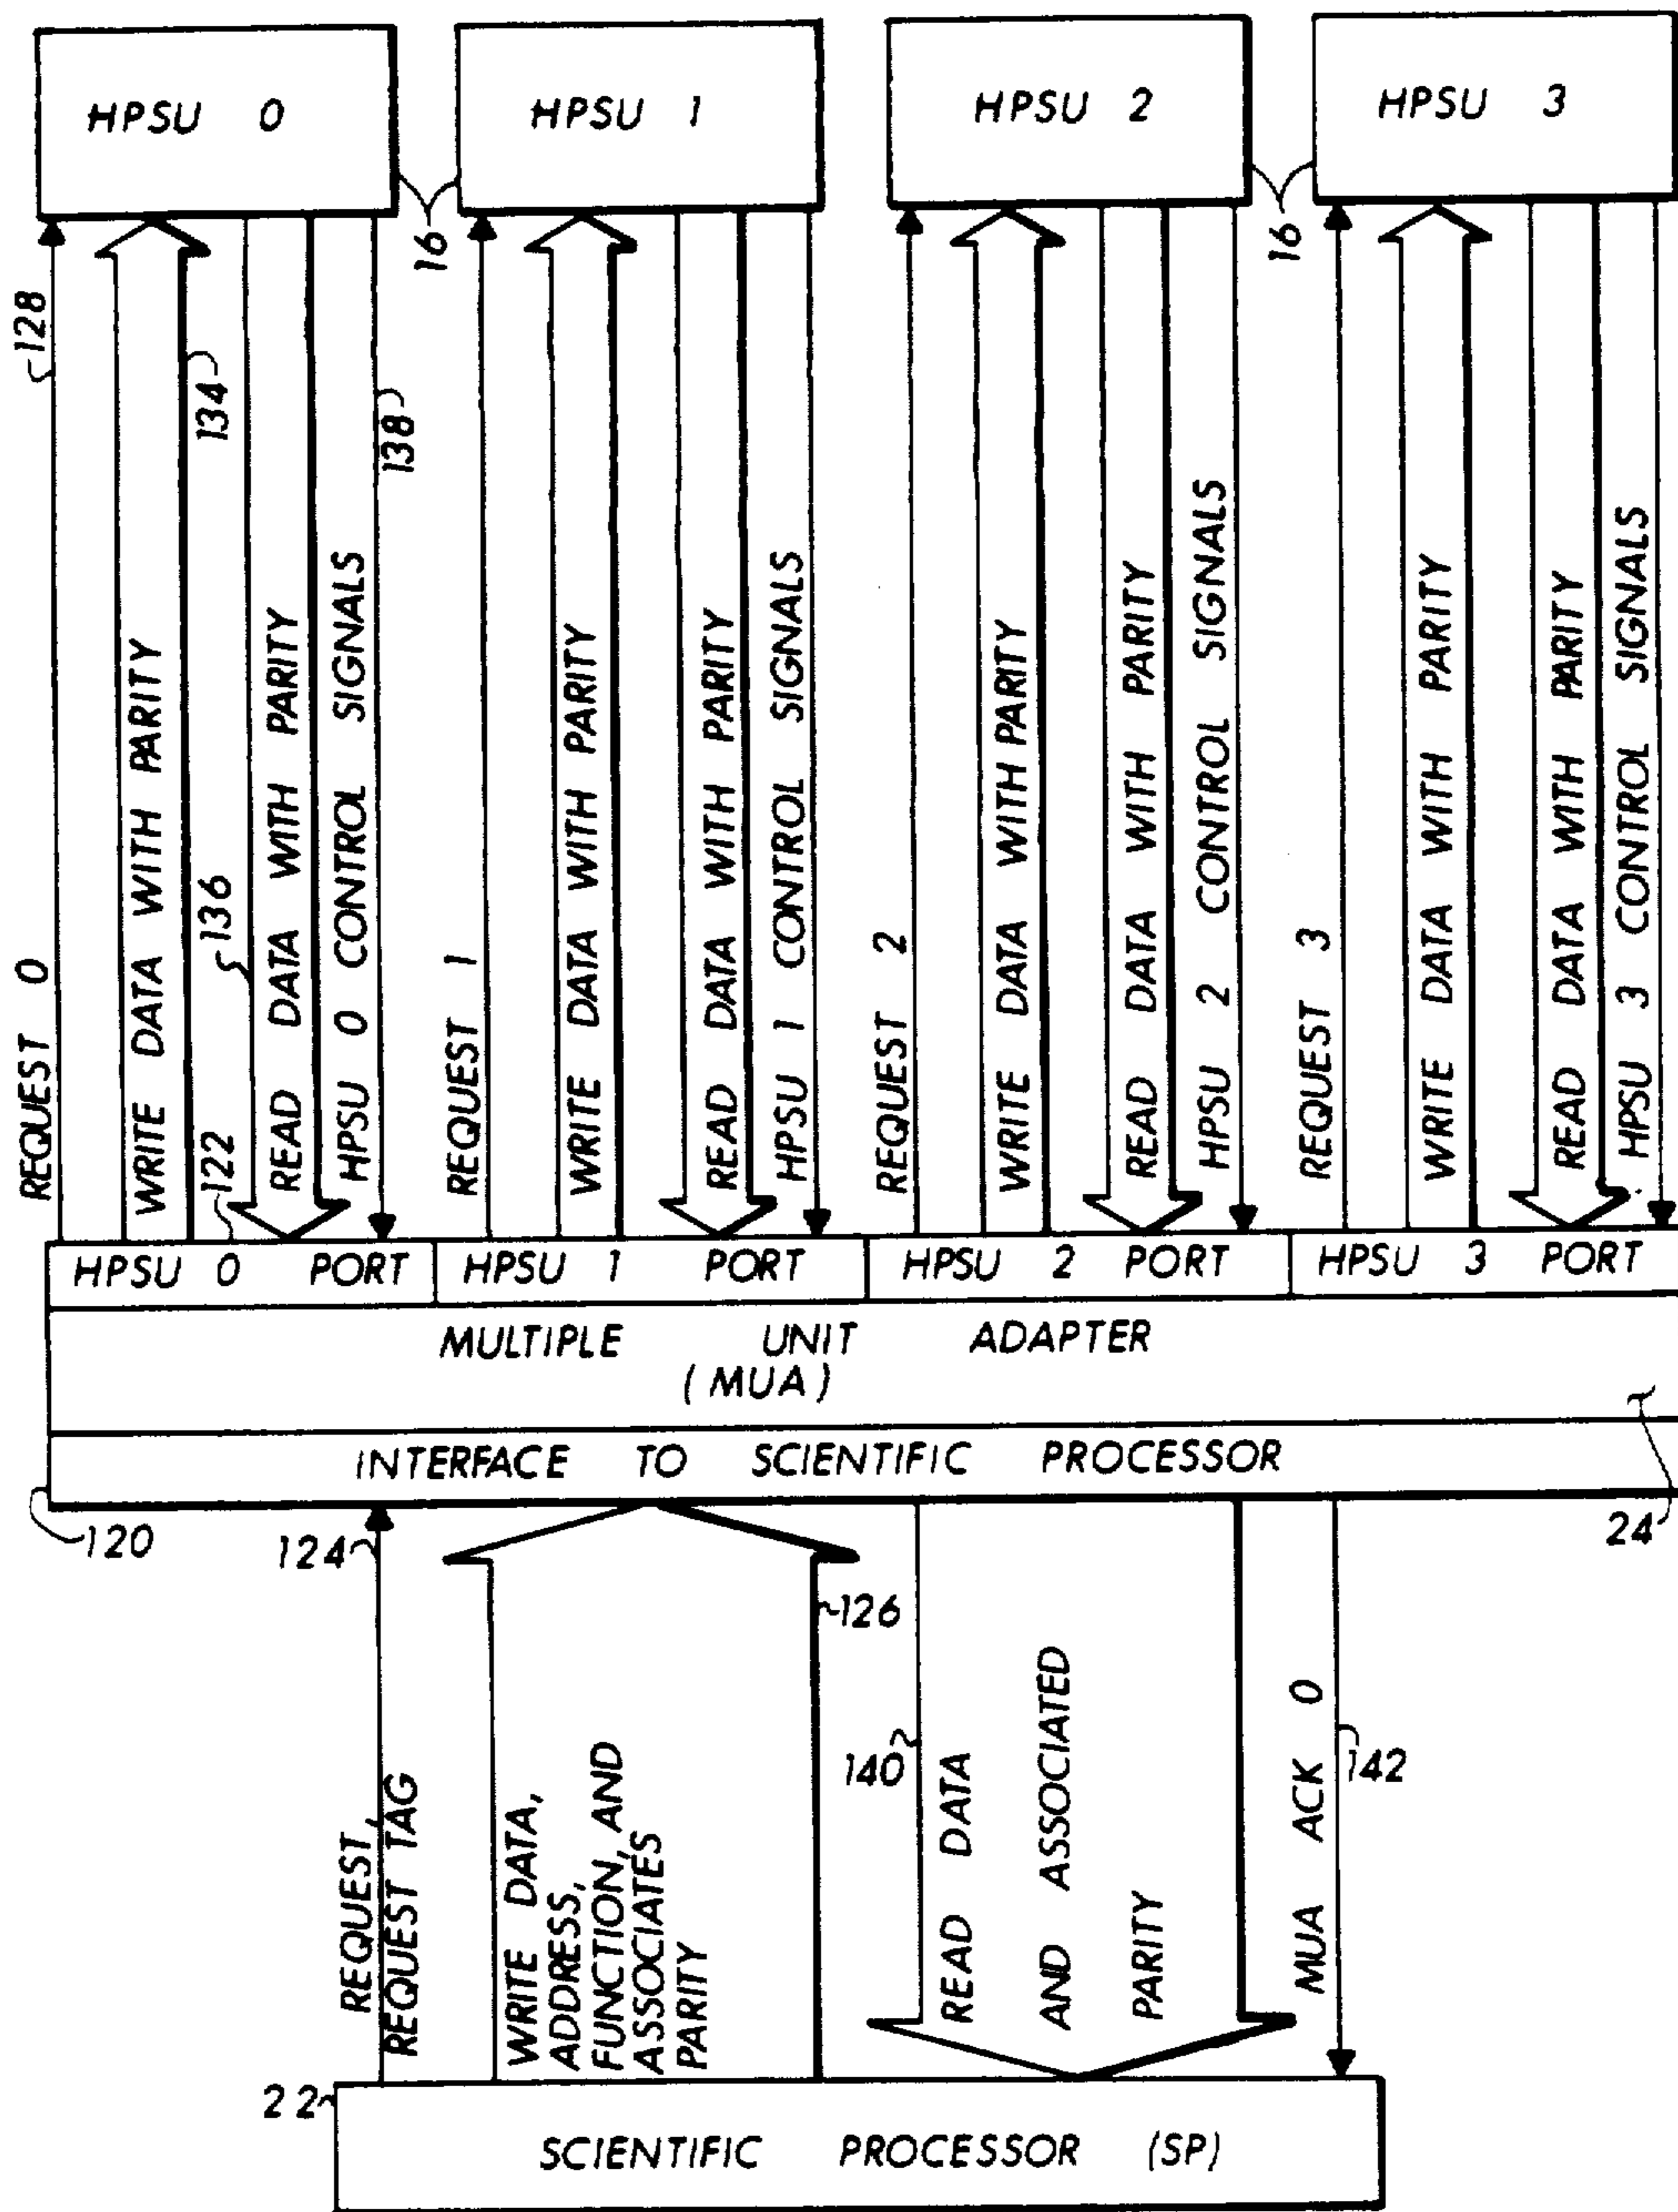 HPSU 0
HPSU 1
HPSU 2
HPSU 3
16
16
128
134
138
136
122
REQUEST 0
WRITE DATA WITH PARITY
READ DATA WITH PARITY
HPSU 0 CONTROL SIGNALS
REQUEST 1
WRITE DATA WITH PARITY
READ DATA WITH PARITY
HPSU 1 CONTROL SIGNALS
REQUEST 2
WRITE DATA WITH PARITY
READ DATA WITH PARITY
HPSU 2 CONTROL SIGNALS
REQUEST 3
WRITE DATA WITH PARITY
READ DATA WITH PARITY
HPSU 3 CONTROL SIGNALS
HPSU 0 PORT
HPSU 1 PORT
HPSU 2 PORT
HPSU 3 PORT
MULTIPLE UNIT ADAPTER
(MUA)
INTERFACE TO SCIENTIFIC PROCESSOR
120
124
126
24
140
142
REQUEST,
REQUEST TAG
WRITE DATA,
ADDRESS,
FUNCTION, AND
ASSOCIATES
PARITY
READ DATA
AND ASSOCIATED
PARITY
MUA ACK 0
22
SCIENTIFIC PROCESSOR (SP)